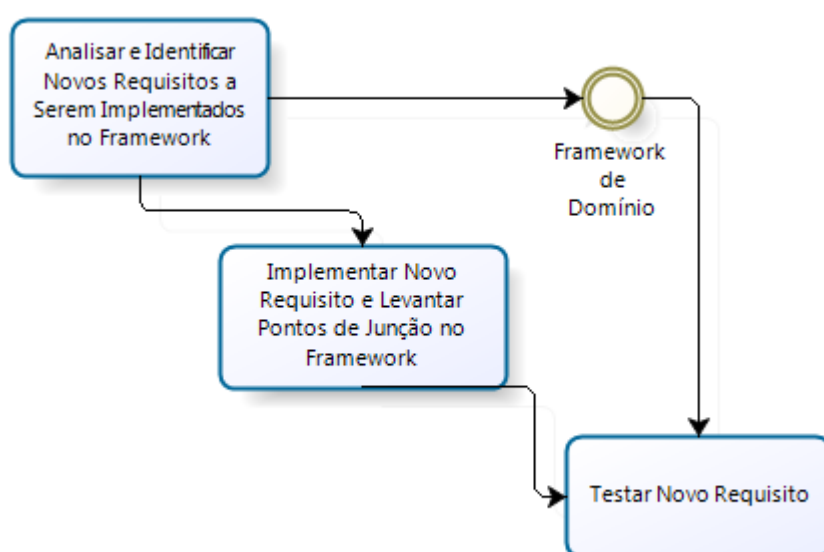 Analisar e Identificar
Novos Requisitos a
Serem Implementados
no Framework
Framework
de
Domínio
Implementar Novo
Requisito e Levantar
Pontos de Junção no
Framework
Testar Novo Requisito